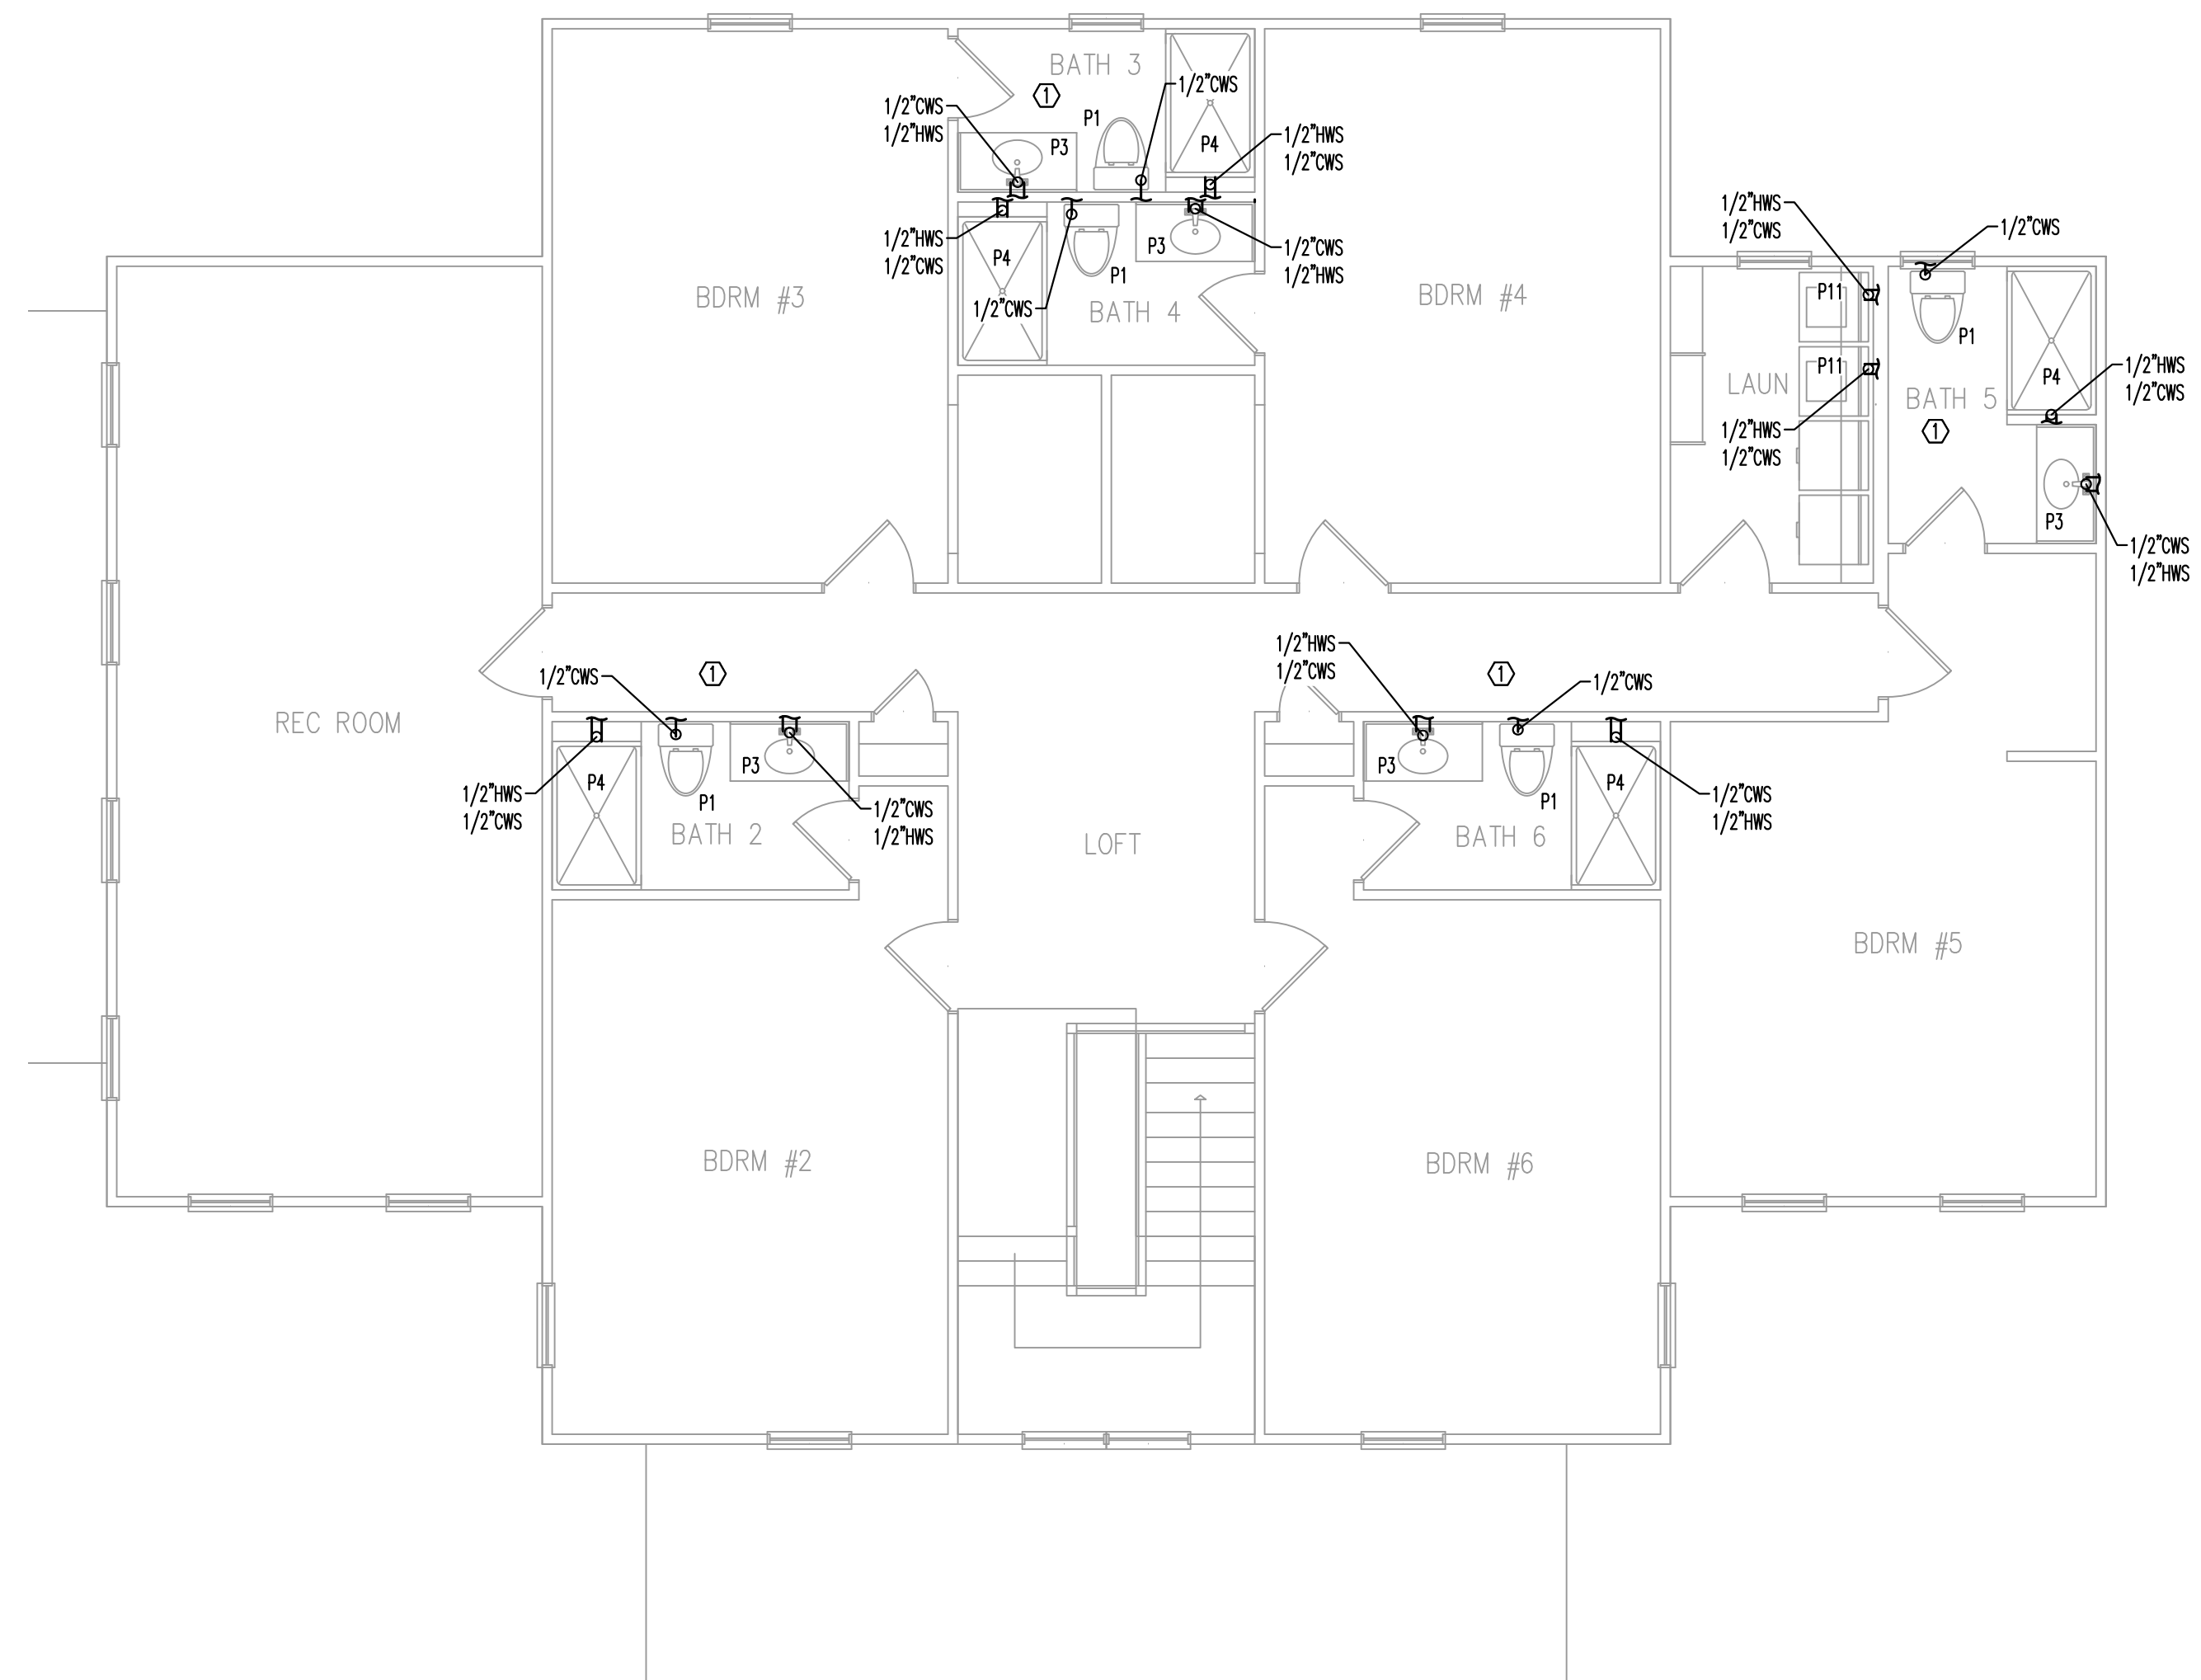 BATH 3
1/2"CWS
1
1/2"CWS
1/2"HWS
P1
P3
P4
1/2"HWS
1/2"CWS
1/2"HWS
1/2"CWS
P4
P1
P3
1/2"CWS
1/2"HWS
1/2"CWS
BATH 4
BDRM #3
BDRM #4
1/2"HWS
1/2"CWS
1/2"CWS
P11
P1
P11
LAUN
1/2"HWS
1/2"CWS
BATH 5
1
P4
1/2"HWS
1/2"CWS
P3
1/2"CWS
1/2"HWS
REC ROOM
1/2"CWS
1
P4
P3
P1
1/2"HWS
1/2"CWS
1/2"CWS
1/2"HWS
BATH 2
LOFT
1/2"HWS
1/2"CWS
1
1/2"CWS
P3
P4
P1
BATH 6
1/2"CWS
1/2"HWS
BDRM #5
BDRM #2
BDRM #6